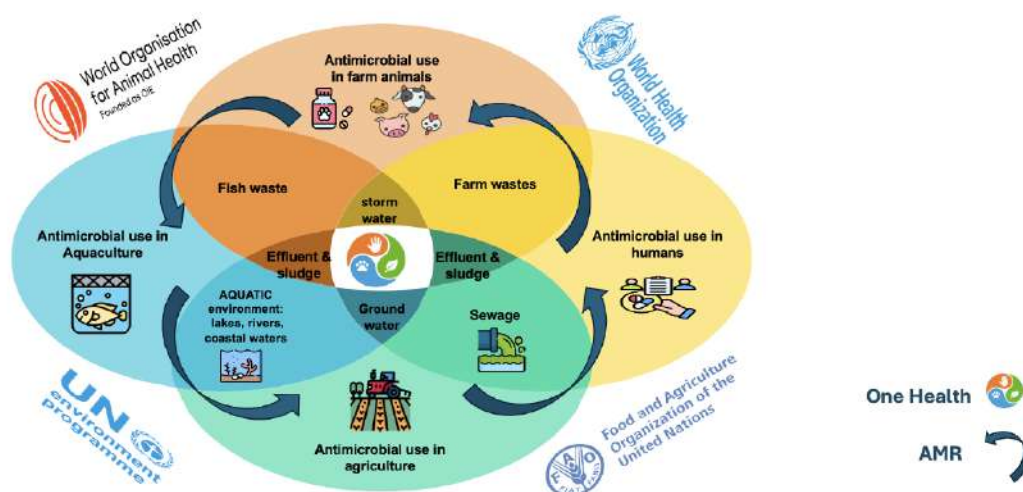 World Organisation
for Animal Health
Founded as OIE
World Health
Organization
Antimicrobial use
in farm animals
Fish waste
Farm wastes
storm
water
Antimicrobial use in
Aquaculture
Antimicrobial use in
humans
Effluent &
sludge
Effluent &
sludge
AQUATIC
environment:
lakes, rivers,
coastal waters
Ground
water
Sewage
Antimicrobial use in
agriculture
UN
environment
programme
Food and Agriculture
Organization of the
United Nations
FAO
FIAT PANIS
One Health
AMR